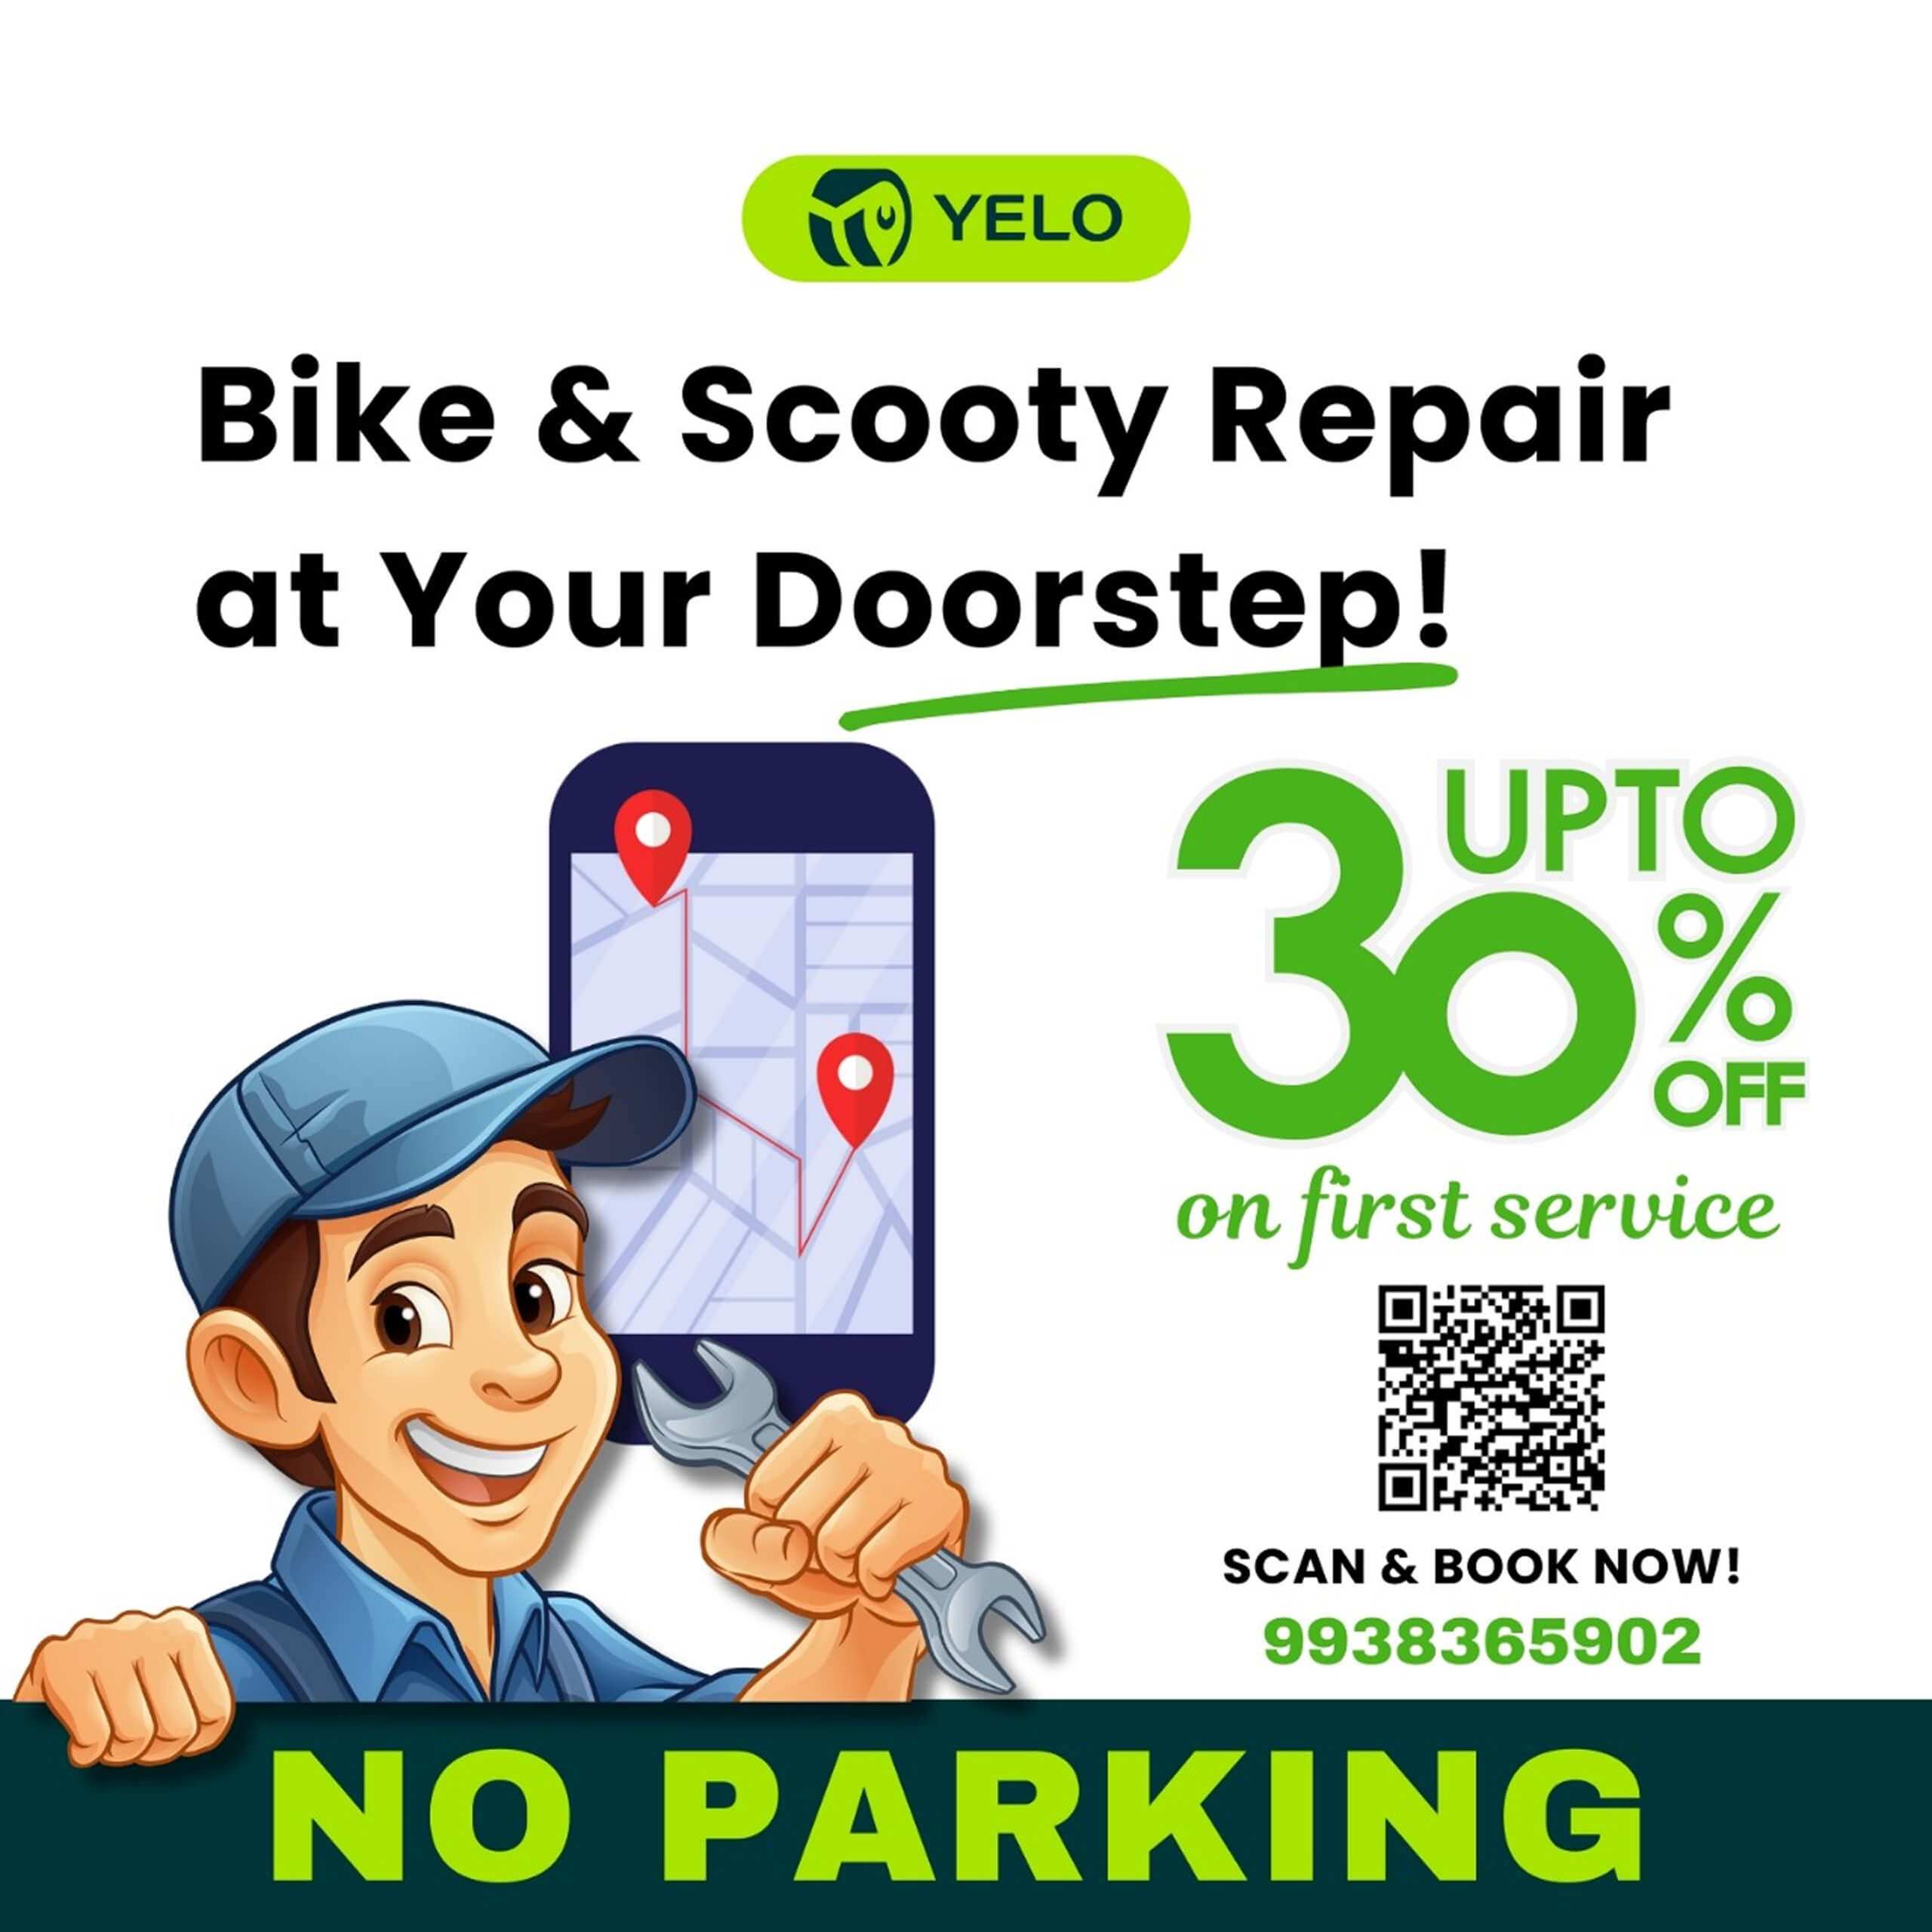 YELO
Bike & Scooty Repair
at Your Doorstep!
UPTO
30%
OFF
on first service
SCAN & BOOK NOW!
9938365902
NO PARKING